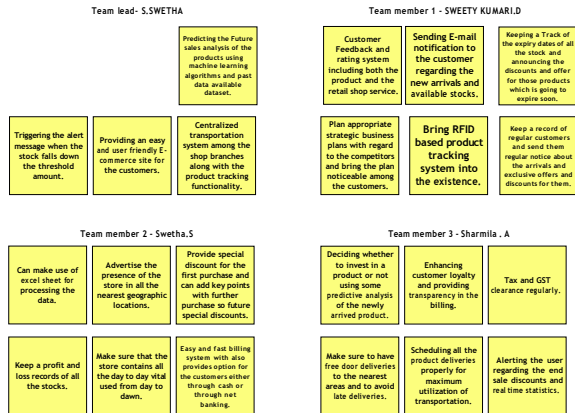 Team lead- S.SWETHA
Predicting the Future
sales analysis of the
products using
machine learning
algorithms and past
data available
dataset.
Triggering the alert
message when the
stock falls down
the threshold
amount.
Providing an easy
and user friendly E-
commerce site for
the customers.
Centralized
transportation
system among the
shop branches
along with the
product tracking
functionality.
Team member 1 - SWEETY KUMARI.D
Customer
Feedback and
rating system
including both the
product and the
retail shop service.
Sending E-mail
notification to
the customer
regarding the
new arrivals and
available stocks.
Keeping a Track of
the expiry dates of all
the stock and
announcing the
discounts and offer
for those products
which is going to
expire soon.
Plan appropriate
strategic business
plans with regard
to the competitors
and bring the plan
noticeable among
the customers.
Bring RFID
based product
tracking
system into
the existence.
Keep a record of
regular customers
and send them
regular notice about
the arrivals and
exclusive offers and
discounts for them.
Team member 2 - Swetha.S
Can make use of
excel sheet for
processing the
data.
Advertise the
presence of the
store in all the
nearest geographic
locations.
Provide special
discount for the
first purchase and
can add key points
with further
purchase so future
special discounts.
Keep a profit and
loss records of all
the stocks.
Make sure that the
store contains all
the day to day vital
used from day to
dawn.
Easy and fast billing
system with also
provides option for
the customers either
through cash or
through net
banking.
Team member 3 - Sharmila . A
Deciding whether
to invest in a
product or not
using some
predictive analysis
of the newly
arrived product.
Enhancing
customer loyalty
and providing
transparency in the
billing.
Tax and GST
clearance regularly.
Make sure to have
free door deliveries
to the nearest
areas and to avoid
late deliveries.
Scheduling all the
product deliveries
properly for
maximum
utilization of
transportation.
Alerting the user
regarding the end
sale discounts and
real time statistics.